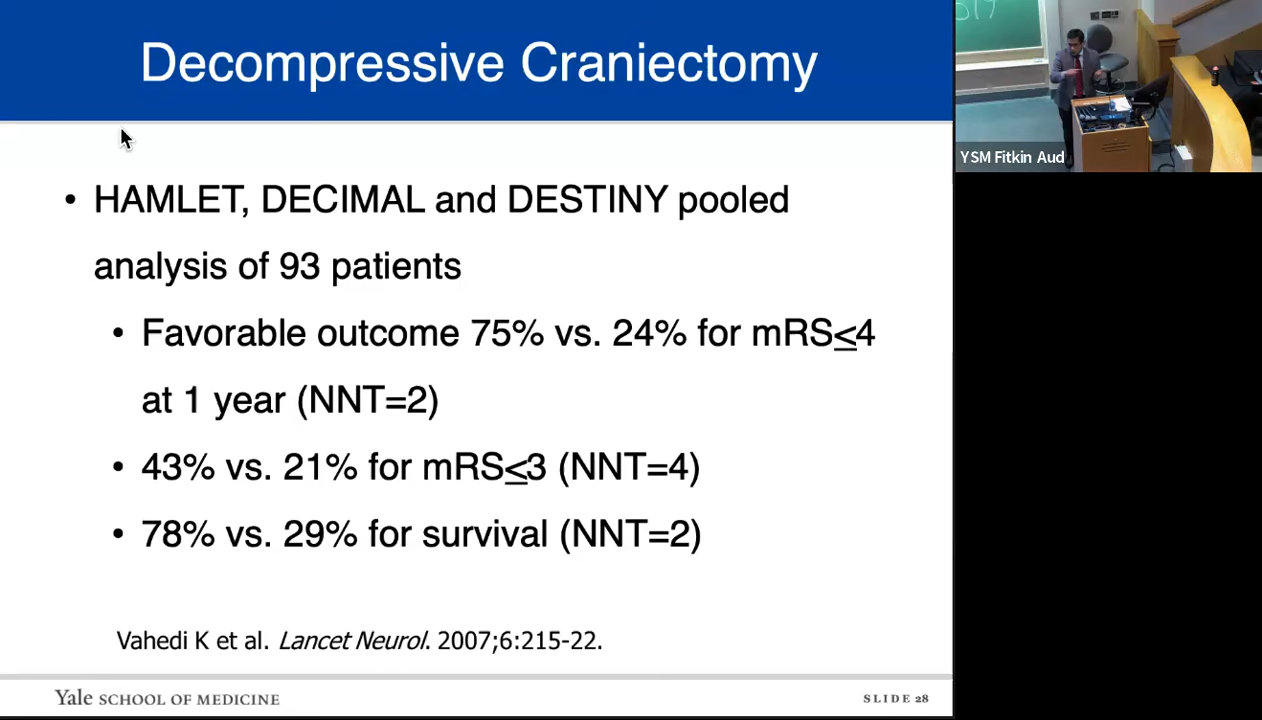 Decompressive Craniectomy
• HAMLET, DECIMAL and DESTINY pooled
analysis of 93 patients
• Favorable outcome 75% vs. 24% for mRS≤4
at 1 year (NNT=2)
• 43% vs. 21% for mRS≤3 (NNT=4)
• 78% vs. 29% for survival (NNT=2)
Vahedi K et al. Lancet Neurol. 2007;6:215-22.
Yale SCHOOL OF MEDICINE
SLIDE 28
YSM Fitkin Aud